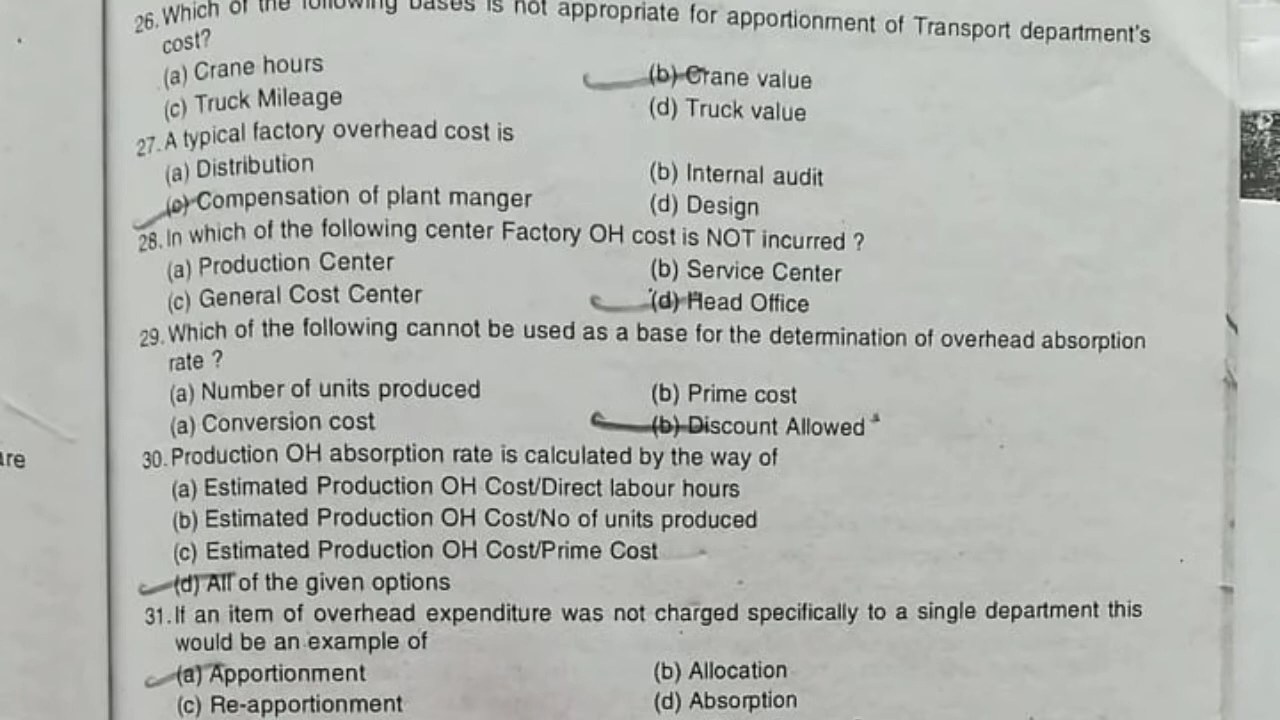 26. Which of the following bases is not appropriate for apportionment of Transport department's
cost?
(a) Crane hours (b) Crane value
(c) Truck Mileage (d) Truck value
27. A typical factory overhead cost is
(a) Distribution (b) Internal audit
(c) Compensation of plant manger (d) Design
28. In which of the following center Factory OH cost is NOT incurred ?
(a) Production Center (b) Service Center
(c) General Cost Center (d) Head Office
29. Which of the following cannot be used as a base for the determination of overhead absorption
rate ?
(a) Number of units produced (b) Prime cost
(a) Conversion cost (b) Discount Allowed
are
30. Production OH absorption rate is calculated by the way of
(a) Estimated Production OH Cost/Direct labour hours
(b) Estimated Production OH Cost/No of units produced
(c) Estimated Production OH Cost/Prime Cost
(d) All of the given options
31. If an item of overhead expenditure was not charged specifically to a single department this
would be an example of
(a) Apportionment (b) Allocation
(c) Re-apportionment (d) Absorption